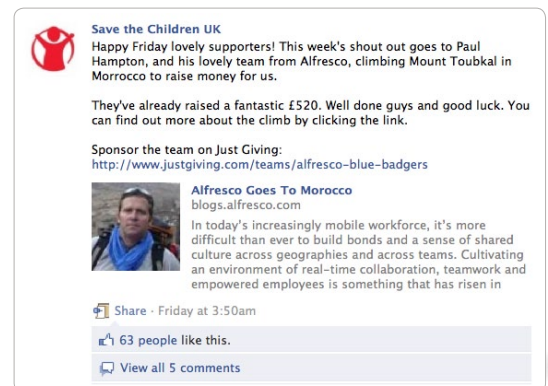 Save the Children UK
Happy Friday lovely supporters! This week's shout out goes to Paul
Hampton, and his lovely team from Alfresco, climbing Mount Toubkal in
Morrocco to raise money for us.
They've already raised a fantastic £520. Well done guys and good luck. You
can find out more about the climb by clicking the link.
Sponsor the team on Just Giving:
http://www.justgiving.com/teams/alfresco-blue-badgers
Alfresco Goes To Morocco
blogs.alfresco.com
In today's increasingly mobile workforce, it's more
difficult than ever to build bonds and a sense of shared
culture across geographies and across teams. Cultivating
an environment of real-time collaboration, teamwork and
empowered employees is something that has risen in
Share · Friday at 3:50am
63 people like this.
View all 5 comments